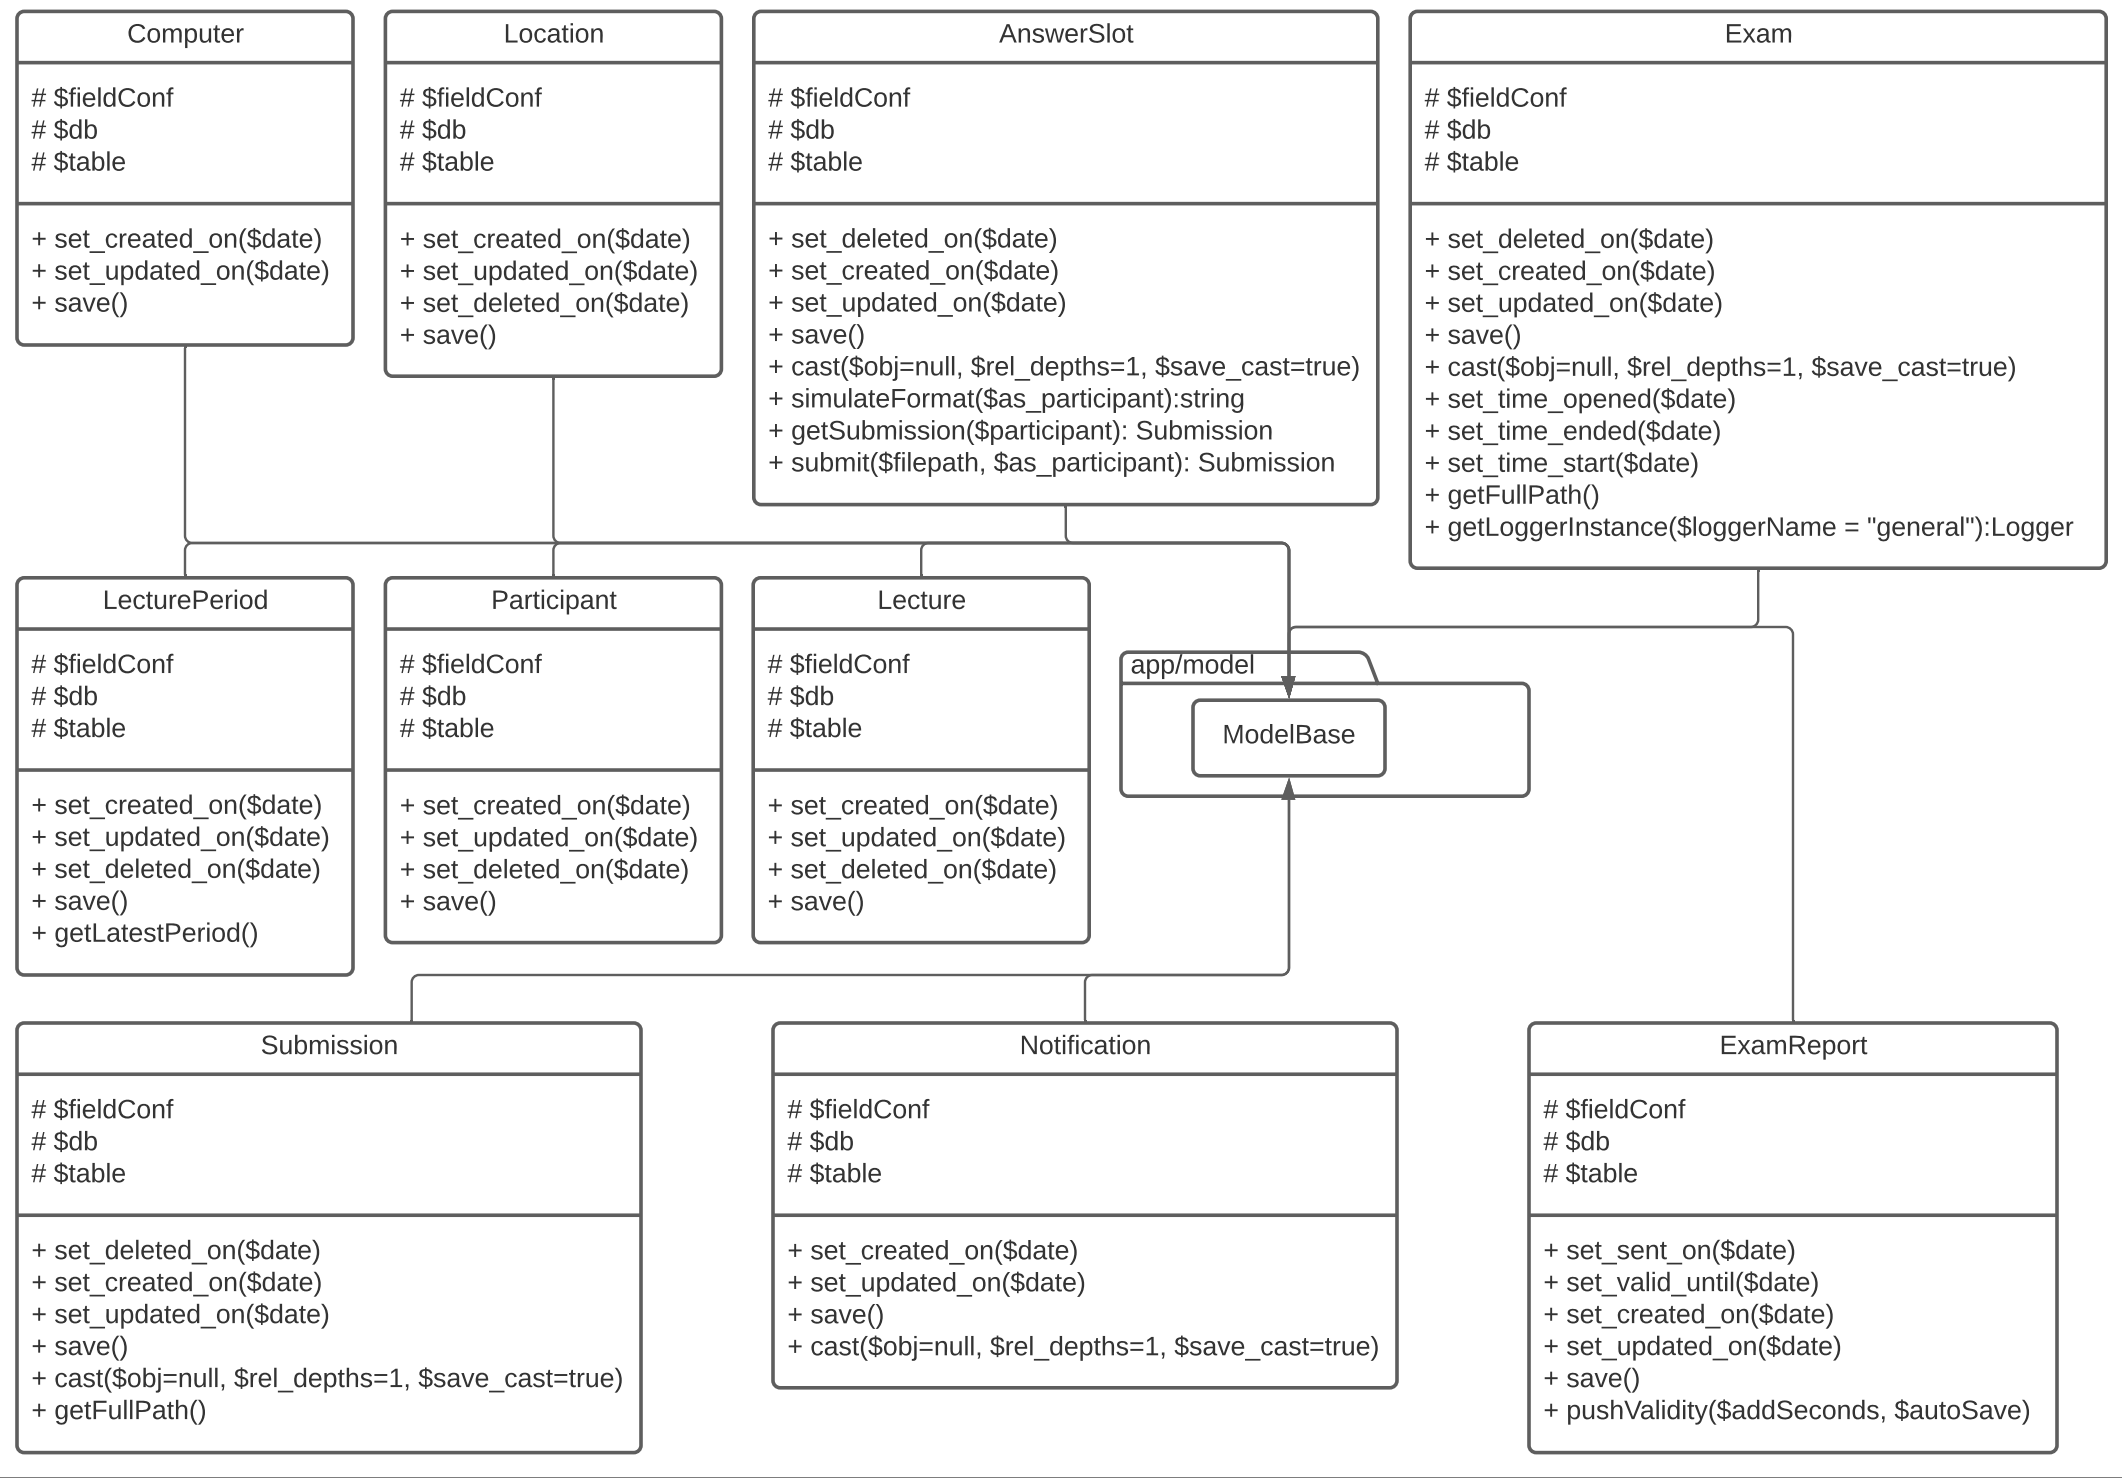 Computer
# $fieldConf
# $db
# $table
+ set_created_on($date)
+ set_updated_on($date)
+ save()
Location
# $fieldConf
# $db
# $table
+ set_created_on($date)
+ set_updated_on($date)
+ set_deleted_on($date)
+ save()
AnswerSlot
# $fieldConf
# $db
# $table
+ set_deleted_on($date)
+ set_created_on($date)
+ set_updated_on($date)
+ save()
+ cast($obj=null, $rel_depths=1, $save_cast=true)
+ simulateFormat($as_participant):string
+ getSubmission($participant): Submission
+ submit($filepath, $as_participant): Submission
Exam
# $fieldConf
# $db
# $table
+ set_deleted_on($date)
+ set_created_on($date)
+ set_updated_on($date)
+ save()
+ cast($obj=null, $rel_depths=1, $save_cast=true)
+ set_time_opened($date)
+ set_time_ended($date)
+ set_time_start($date)
+ getFullPath()
+ getLoggerInstance($loggerName = "general"):Logger
LecturePeriod
# $fieldConf
# $db
# $table
+ set_created_on($date)
+ set_updated_on($date)
+ set_deleted_on($date)
+ save()
+ getLatestPeriod()
Participant
# $fieldConf
# $db
# $table
+ set_created_on($date)
+ set_updated_on($date)
+ set_deleted_on($date)
+ save()
Lecture
# $fieldConf
# $db
# $table
+ set_created_on($date)
+ set_updated_on($date)
+ set_deleted_on($date)
+ save()
app/model
ModelBase
Submission
# $fieldConf
# $db
# $table
+ set_deleted_on($date)
+ set_created_on($date)
+ set_updated_on($date)
+ save()
+ cast($obj=null, $rel_depths=1, $save_cast=true)
+ getFullPath()
Notification
# $fieldConf
# $db
# $table
+ set_created_on($date)
+ set_updated_on($date)
+ save()
+ cast($obj=null, $rel_depths=1, $save_cast=true)
ExamReport
# $fieldConf
# $db
# $table
+ set_sent_on($date)
+ set_valid_until($date)
+ set_created_on($date)
+ set_updated_on($date)
+ save()
+ pushValidity($addSeconds, $autoSave)